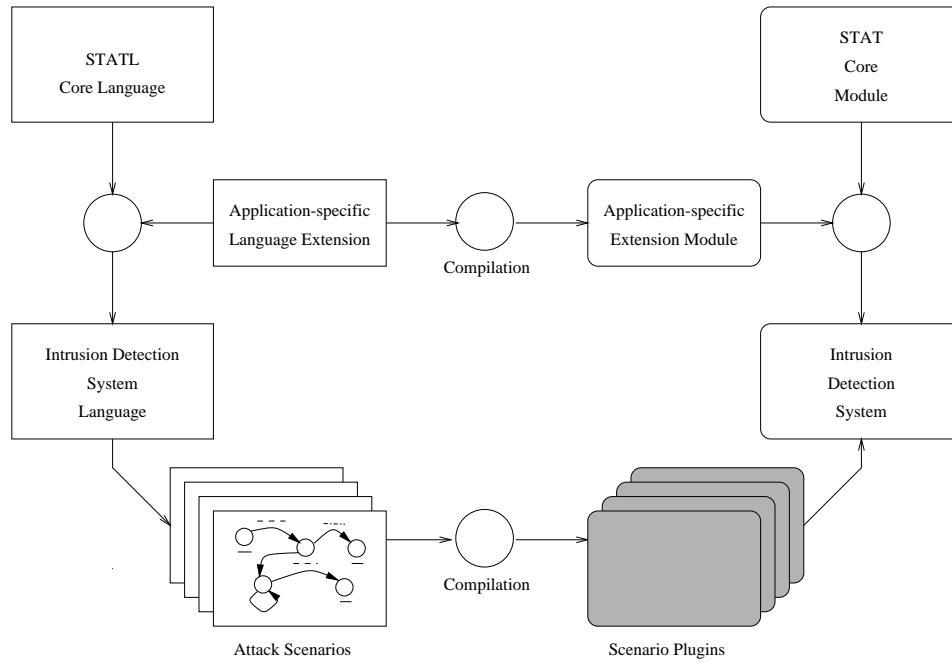 STATL
Core Language
STAT
Core
Module
Application-specific
Language Extension
Compilation
Application-specific
Extension Module
Intrusion Detection
System
Language
Intrusion
Detection
System
Compilation
Attack Scenarios
Scenario Plugins